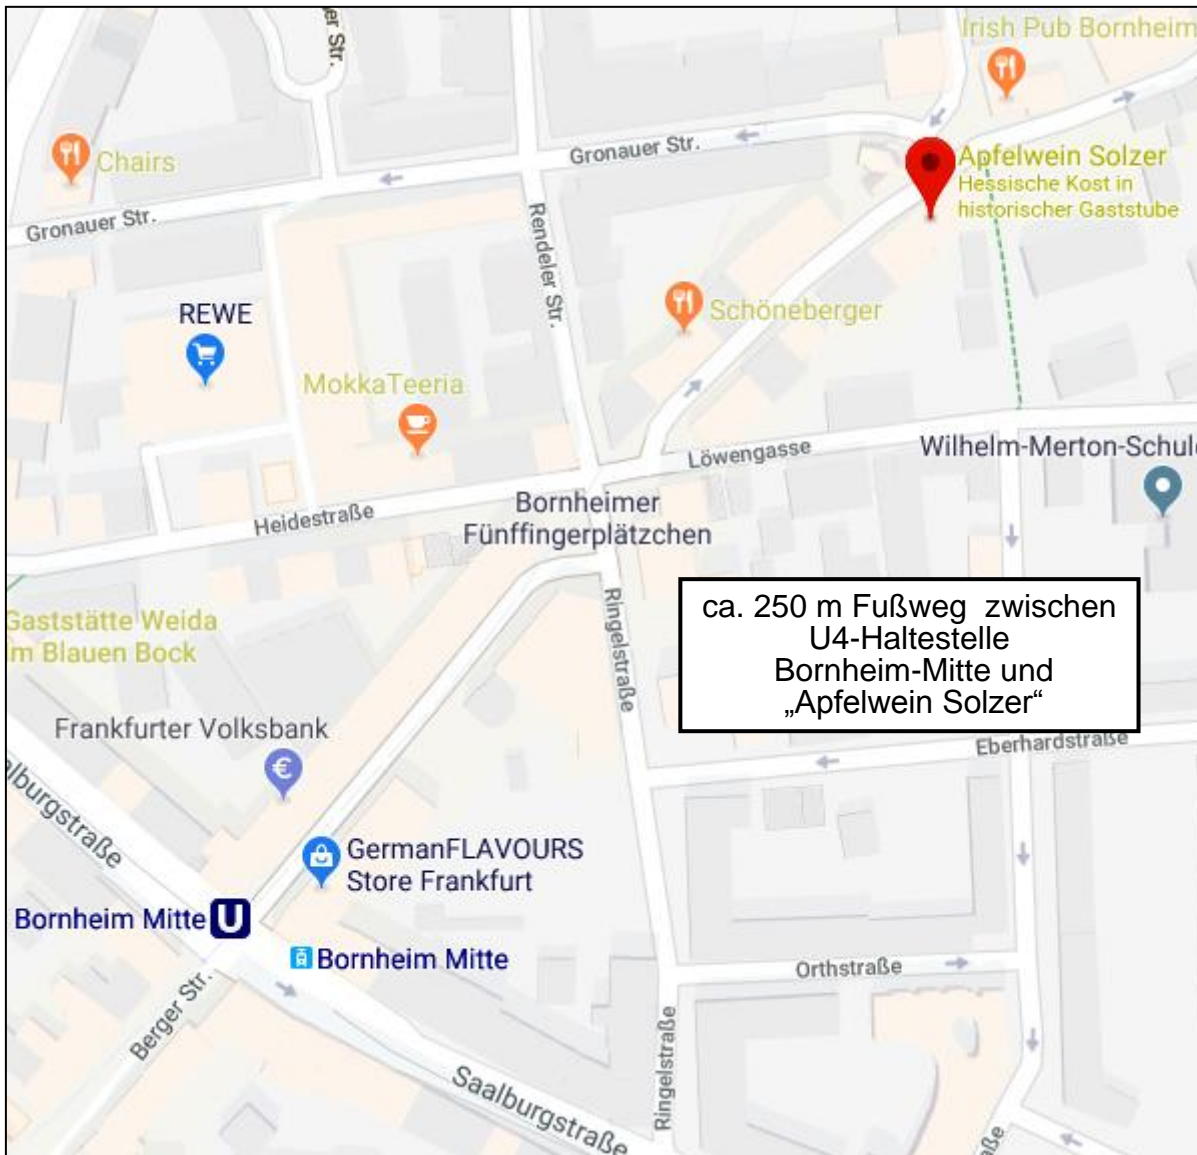 er Str.
Irish Pub Bornheim
Chairs
Gronauer Str.
Apfelwein Solzer
Hessische Kost in
historischer Gaststube
Gronauer Str.
Rendeler Str.
REWE
Schöneberger
MokkaTeeria
Löwengasse
Wilhelm-Merton-Schule
Heidestraße
Bornheimer
Fünffingerplätzchen
Ringelstraße
ca. 250 m Fußweg zwischen
U4-Haltestelle
Bornheim-Mitte und
„Apfelwein Solzer“
Gaststätte Weida
m Blauen Bock
Frankfurter Volksbank
€
Eberhardstraße
alburgstraße
GermanFLAVOURS
Store Frankfurt
Bornheim Mitte U
Bornheim Mitte
Orthstraße
Berger Str.
Ringelstraße
Saalburgstraße
aße